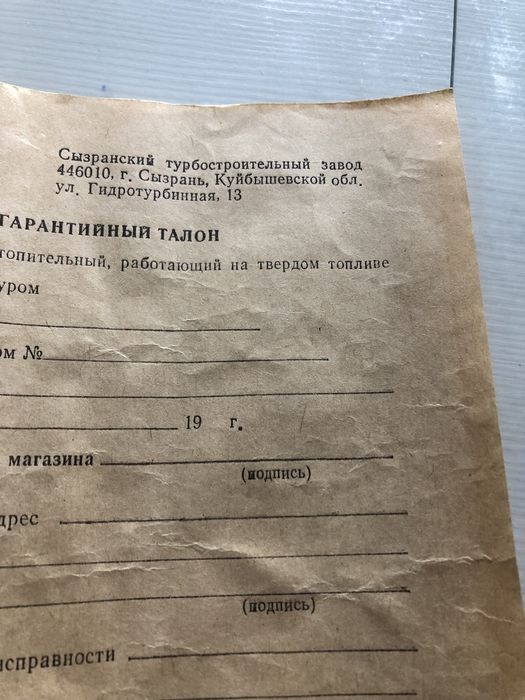 Сызранский турбостроительный завод
446010, г. Сызрань, Куйбышевской обл.
ул. Гидротурбинная, 13
ГАРАНТИЙНЫЙ ТАЛОН
топительный, работающий на твердом топливе
уром
ом №
19 г.
магазина
(подпись)
дрес
(подпись)
исправности